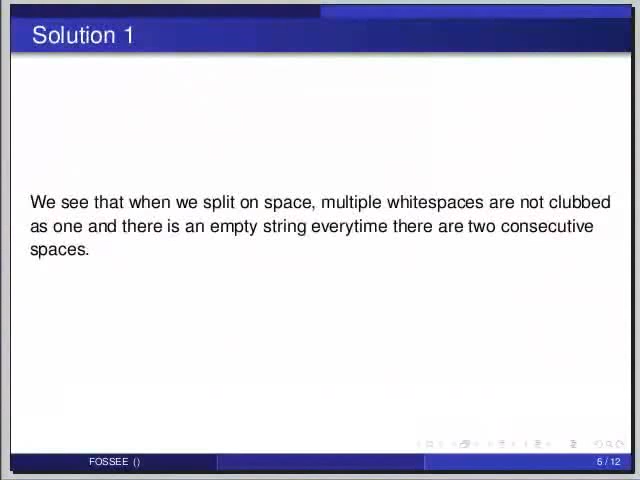 Solution 1
We see that when we split on space, multiple whitespaces are not clubbed
as one and there is an empty string everytime there are two consecutive
spaces.
FOSSEE ()
6 / 12